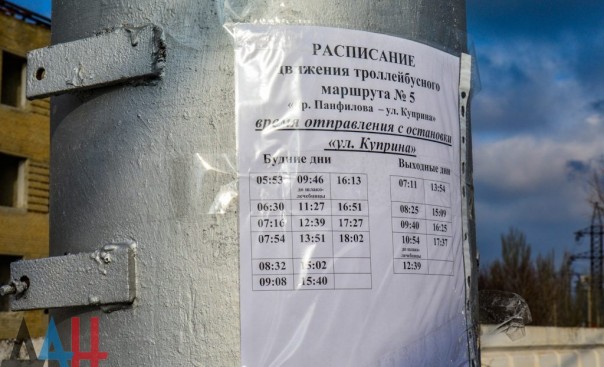 РАСПИСАНИЕ
движения троллейбусного
маршрута № 5
«пр. Панфилова – ул. Куприна»
время отправления с остановки
«ул. Куприна»
Будние дни Выходные дни
05:53 09:46 16:13 07:11 13:54
06:30 11:27 16:51 08:25 15:09
07:16 12:39 17:27 09:40 16:25
07:54 13:51 18:02 10:54 17:37
08:32 15:02 12:39
09:08 15:40
ДАН